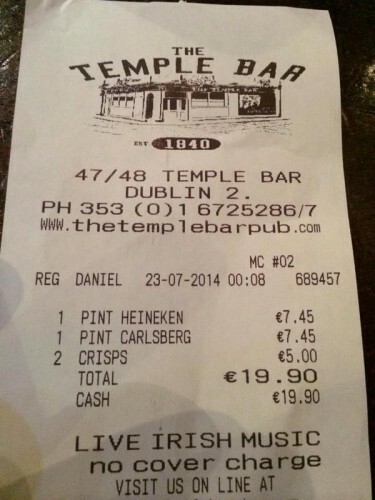 THE
TEMPLE BAR
THE TEMPLE BAR
EST 1840
47/48 TEMPLE BAR
DUBLIN 2.
PH 353 (0)1 6725286/7
www.thetemplebarpub.com
MC #02
REG DANIEL 23-07-2014 00:08 689457
1 PINT HEINEKEN €7.45
1 PINT CARLSBERG €7.45
2 CRISPS €5.00
TOTAL €19.90
CASH €19.90
LIVE IRISH MUSIC
no cover charge
VISIT US ON LINE AT